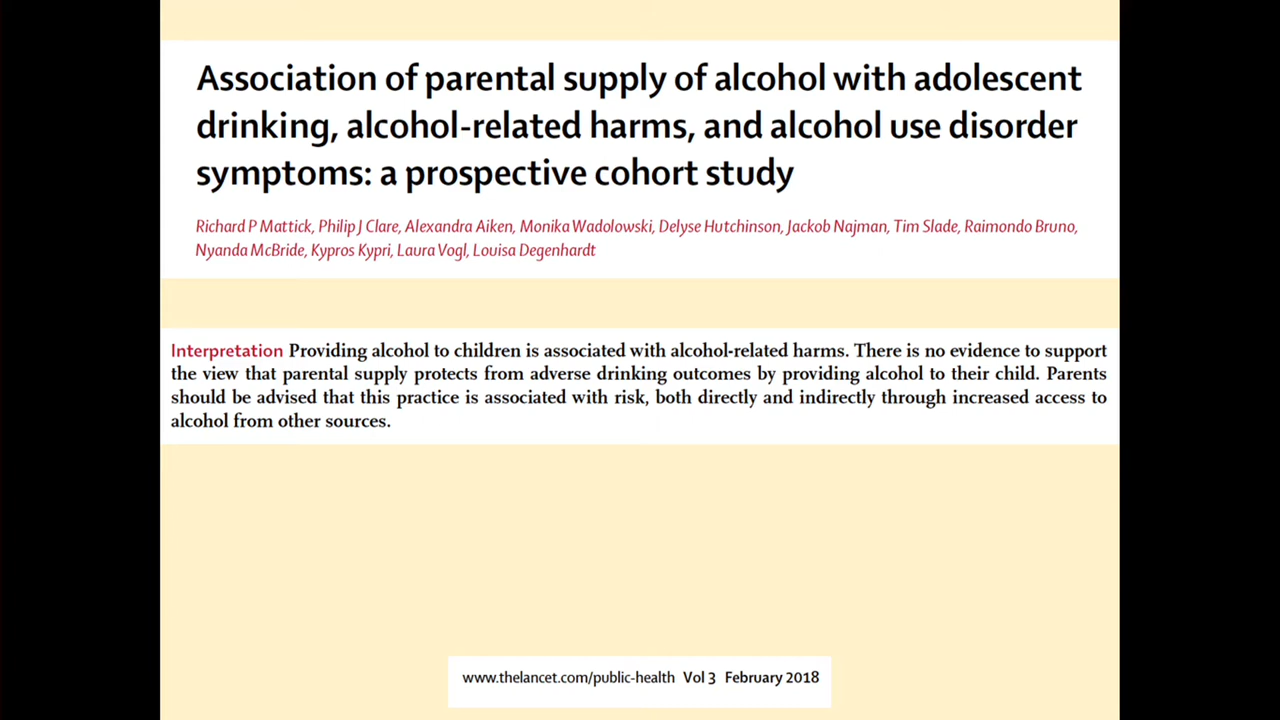 Association of parental supply of alcohol with adolescent
drinking, alcohol-related harms, and alcohol use disorder
symptoms: a prospective cohort study
Richard P Mattick, Philip J Clare, Alexandra Aiken, Monika Wadolowski, Delyse Hutchinson, Jackob Najman, Tim Slade, Raimondo Bruno,
Nyanda McBride, Kypros Kypri, Laura Vogl, Louisa Degenhardt
Interpretation Providing alcohol to children is associated with alcohol-related harms. There is no evidence to support
the view that parental supply protects from adverse drinking outcomes by providing alcohol to their child. Parents
should be advised that this practice is associated with risk, both directly and indirectly through increased access to
alcohol from other sources.
www.thelancet.com/public-health Vol 3 February 2018